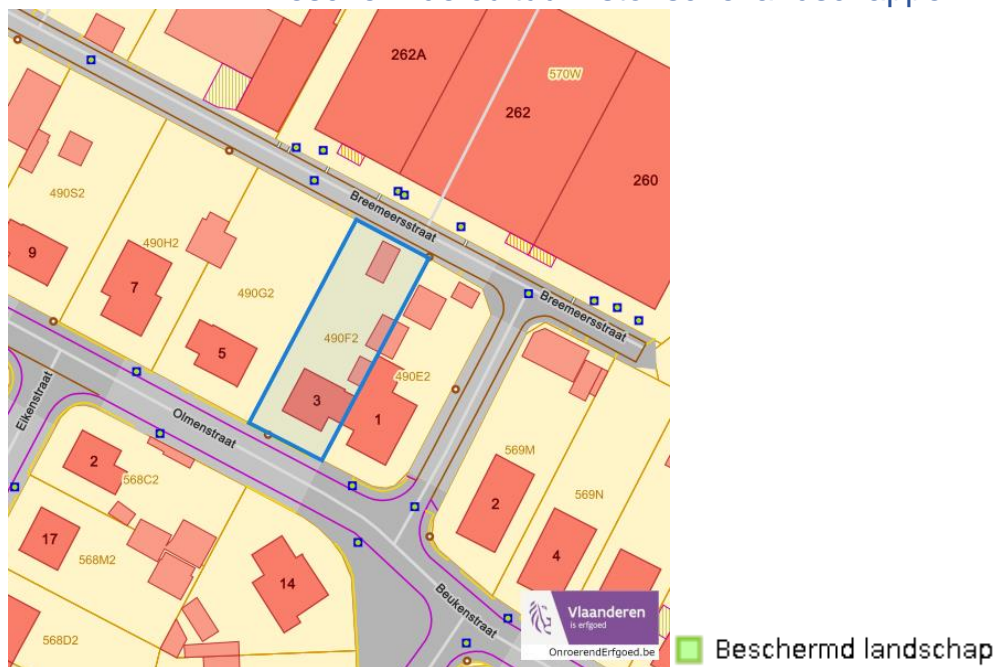 262A
570W
262
260
Breemeersstraat
490S2
490H2
9
7
490G2
Breemeersstraat
490F2
5
490E2
3
1
Eikenstraat
Olmenstraat
569M
2
568C2
569N
2
17
4
568M2
14
Beukenstraat
Vlaanderen
is erfgoed
568D2
OnroerendErfgoed.be
Beschermd landschap